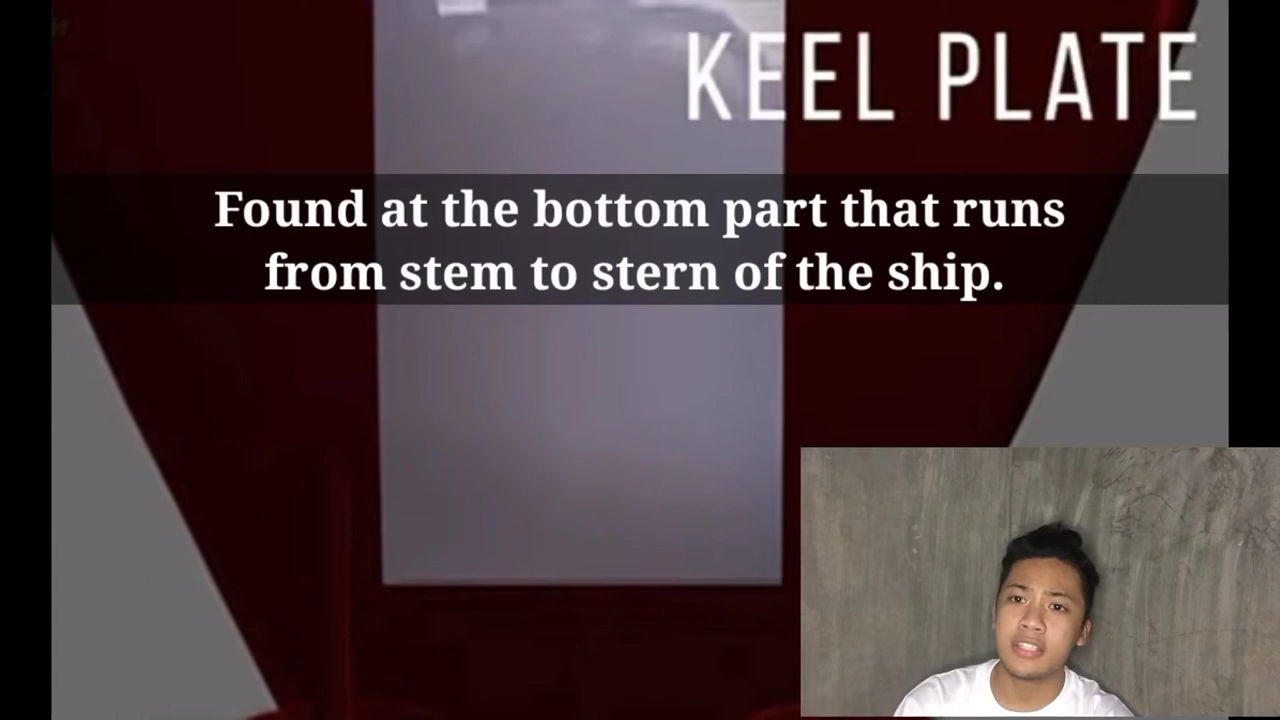 KEEL PLATE
Found at the bottom part that runs
from stem to stern of the ship.